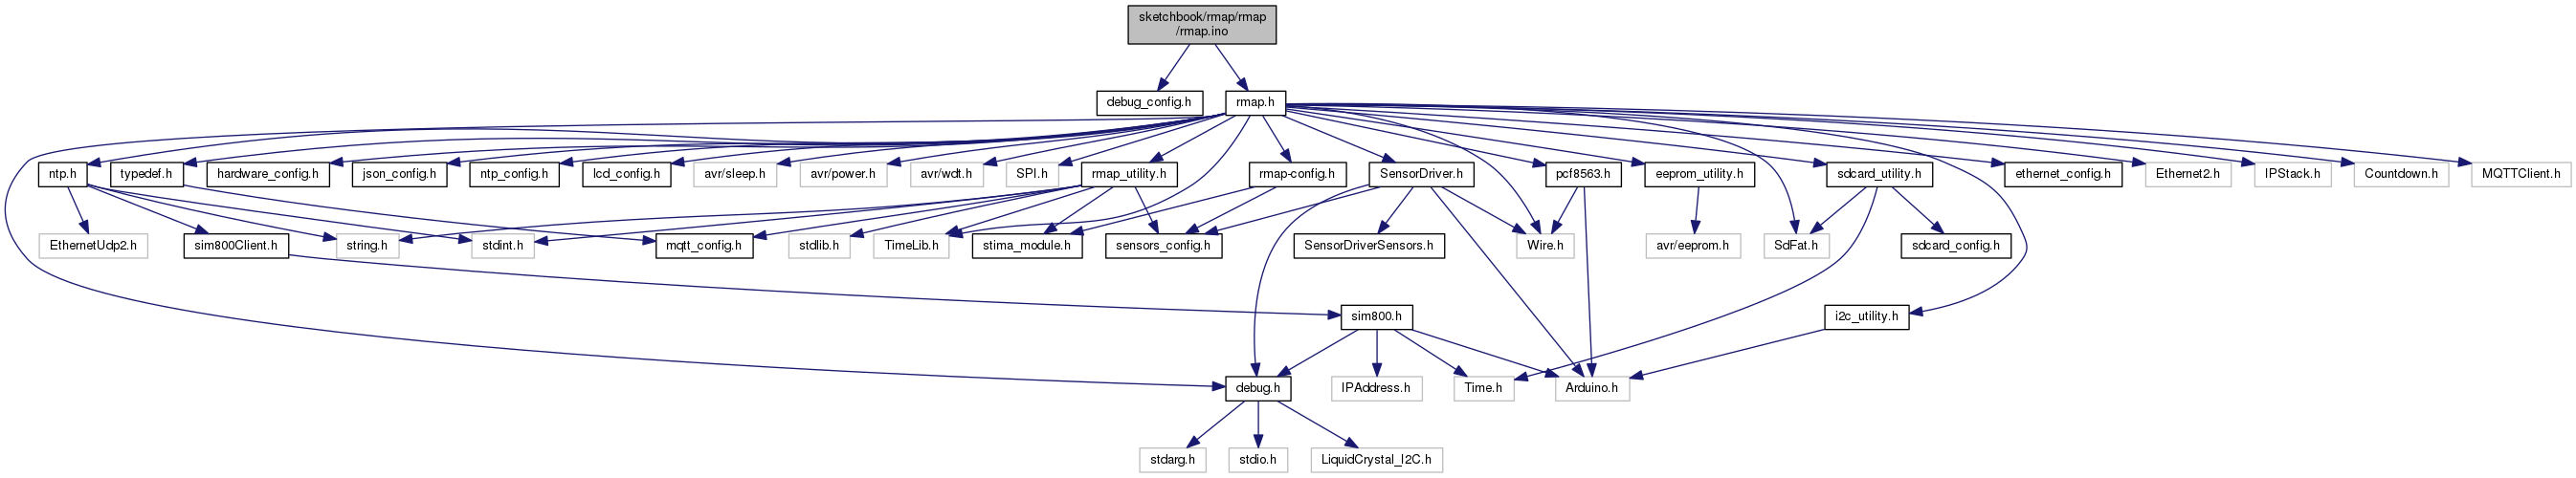 sketchbook/rmap/rmap
/rmap.ino
debug_config.h
rmap.h
ntp.h
typedef.h
hardware_config.h
json_config.h
ntp_config.h
lcd_config.h
avr/sleep.h
avr/power.h
avr/wdt.h
SPI.h
rmap_utility.h
rmap-config.h
SensorDriver.h
pcf8563.h
eeprom_utility.h
sdcard_utility.h
ethernet_config.h
Ethernet2.h
IPStack.h
Countdown.h
MQTTClient.h
EthernetUdp2.h
sim800Client.h
string.h
stdint.h
mqtt_config.h
stdlib.h
TimeLib.h
stima_module.h
sensors_config.h
SensorDriverSensors.h
Wire.h
avr/eeprom.h
SdFat.h
sdcard_config.h
sim800.h
i2c_utility.h
debug.h
IPAddress.h
Time.h
Arduino.h
stdarg.h
stdio.h
LiquidCrystal_I2C.h